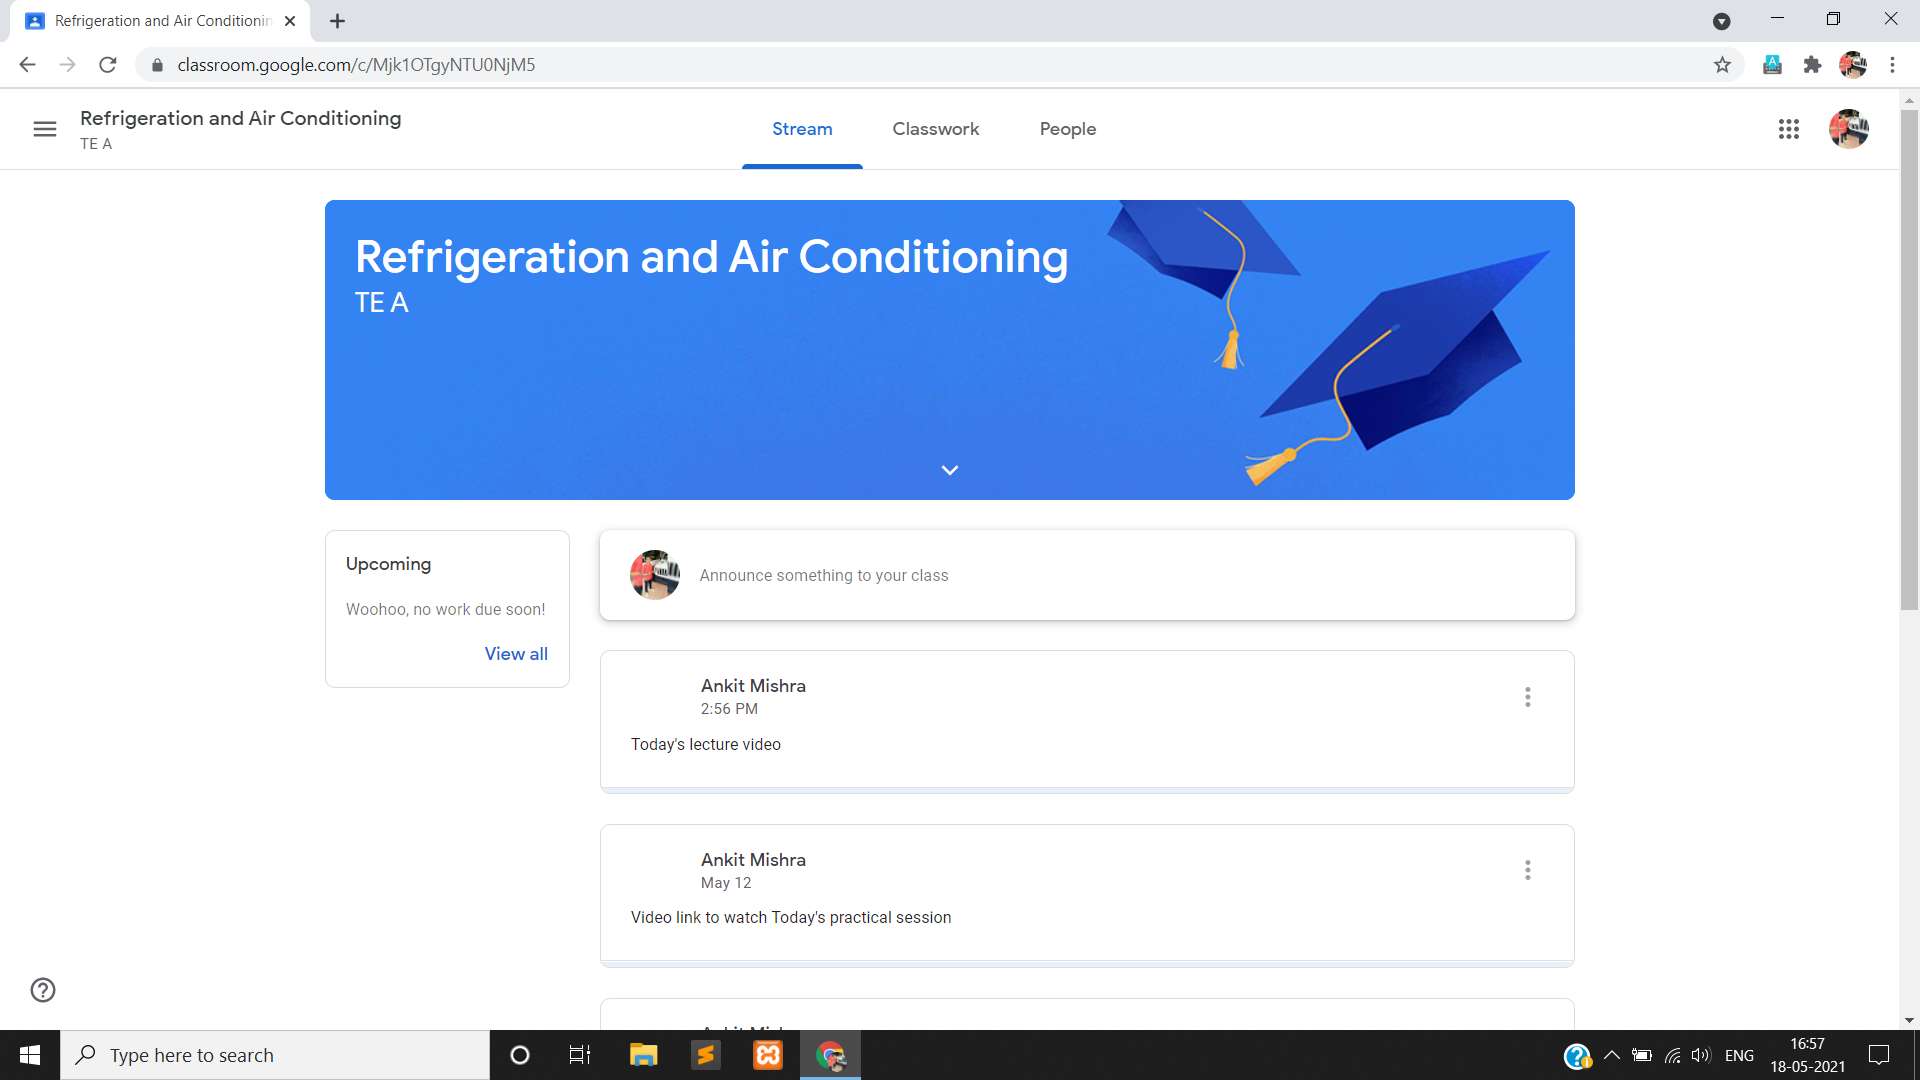 Refrigeration and Air Conditionin
classroom.google.com/c/Mjk1OTgyNTU0NjM5
Refrigeration and Air Conditioning
TE A
Stream
Classwork
People
Refrigeration and Air Conditioning
TE A
Upcoming
Woohoo, no work due soon!
View all
Announce something to your class
Ankit Mishra
2:56 PM
Today's lecture video
Ankit Mishra
May 12
Video link to watch Today's practical session
Type here to search
ENG
16:57
18-05-2021